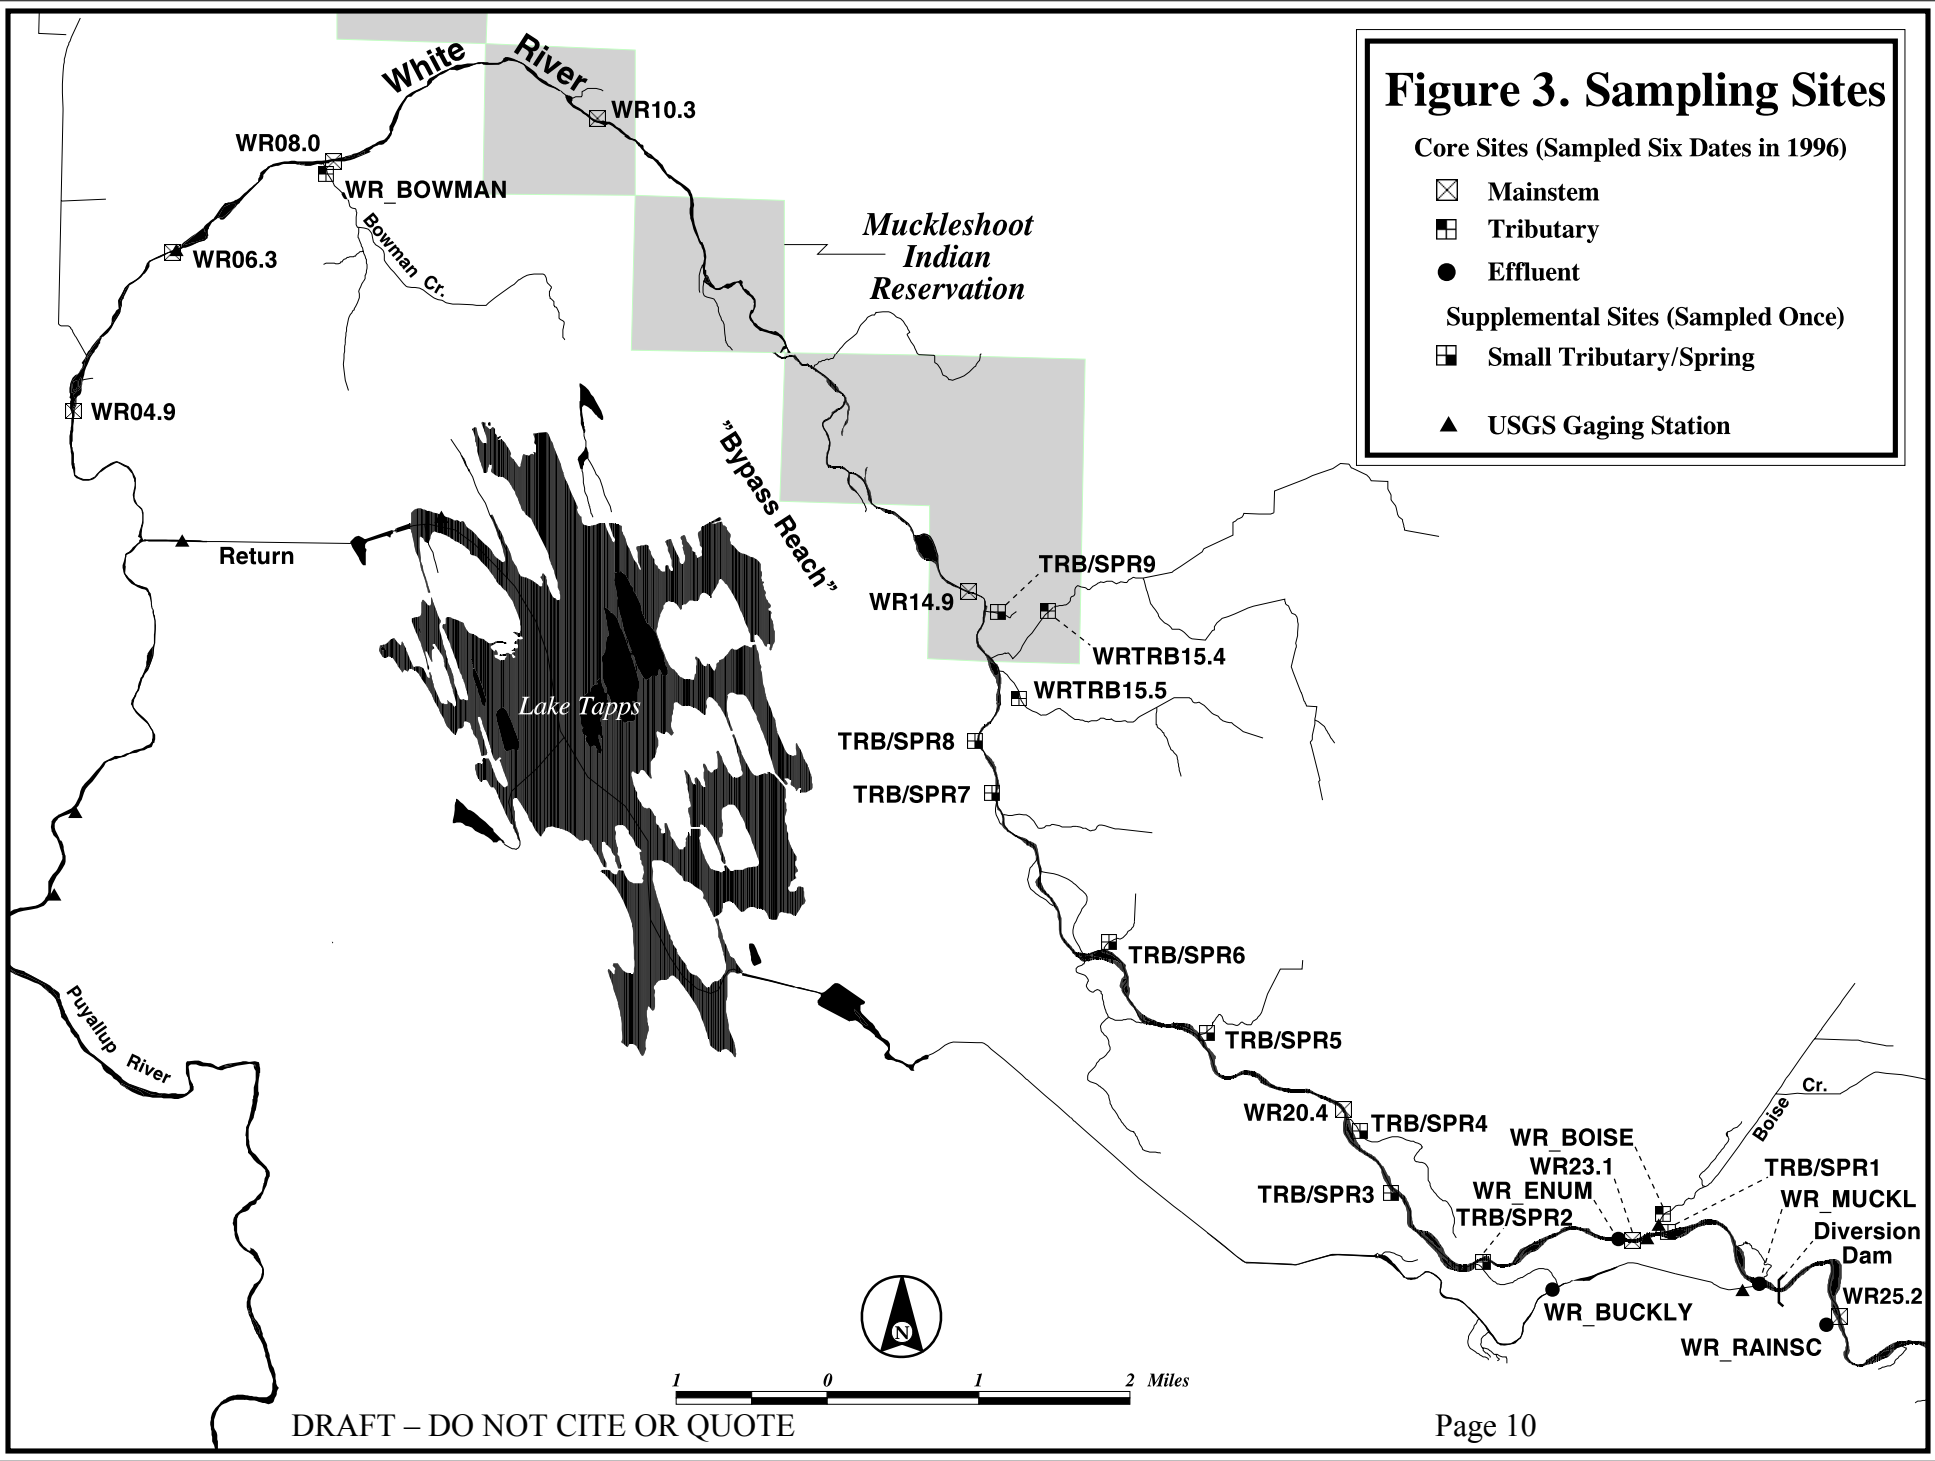 White River
WR10.3
WR08.0
WR_BOWMAN
Bowman Cr.
WR06.3
WR04.9
Muckleshoot
Indian
Reservation
Figure 3. Sampling Sites
Core Sites (Sampled Six Dates in 1996)
Mainstem
Tributary
Effluent
Supplemental Sites (Sampled Once)
Small Tributary/Spring
USGS Gaging Station
"Bypass Reach"
Return
Lake Tapps
TRB/SPR9
WR14.9
WRTRB15.4
WRTRB15.5
TRB/SPR8
TRB/SPR7
TRB/SPR6
TRB/SPR5
Puyallup River
WR20.4
TRB/SPR4
TRB/SPR3
Boise Cr.
WR_BOISE
WR23.1
WR_ENUM
TRB/SPR2
TRB/SPR1
WR_MUCKL
Diversion
Dam
WR25.2
WR_BUCKLY
WR_RAINSC
N
1 0 1 2 Miles
DRAFT – DO NOT CITE OR QUOTE
Page 10